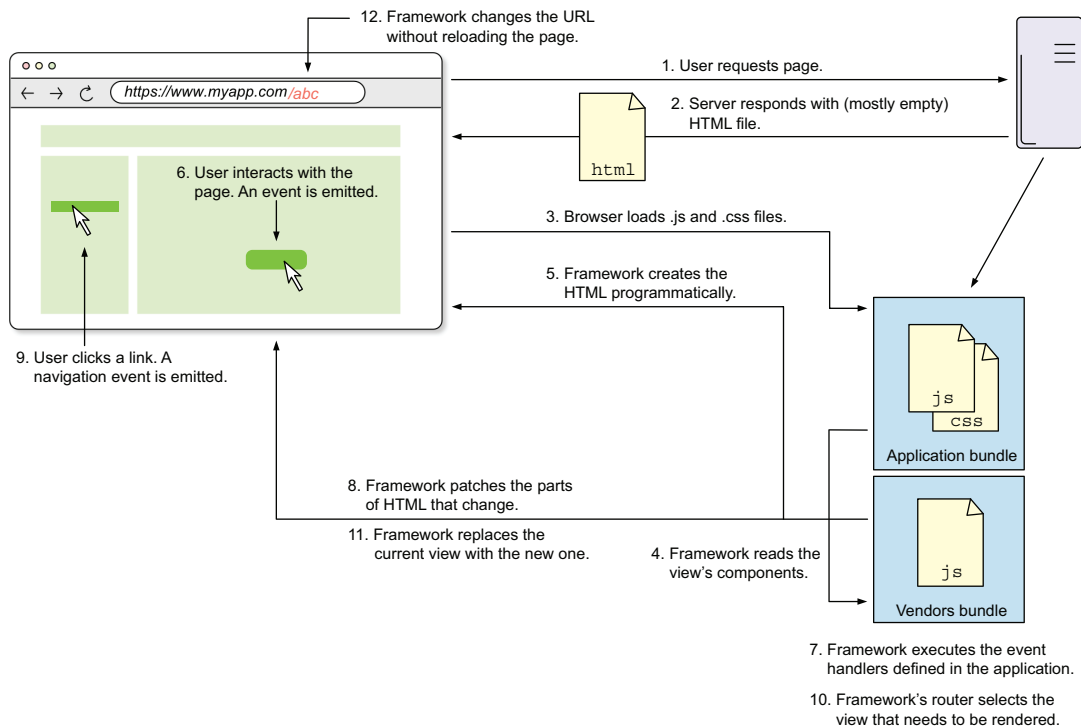 12. Framework changes the URL
without reloading the page.
https://www.myapp.com/abc
1. User requests page.
2. Server responds with (mostly empty)
HTML file.
html
6. User interacts with the
page. An event is emitted.
3. Browser loads .js and .css files.
5. Framework creates the
HTML programmatically.
9. User clicks a link. A
navigation event is emitted.
js
css
Application bundle
8. Framework patches the parts
of HTML that change.
11. Framework replaces the
current view with the new one.
4. Framework reads the
view's components.
js
Vendors bundle
7. Framework executes the event
handlers defined in the application.
10. Framework's router selects the
view that needs to be rendered.